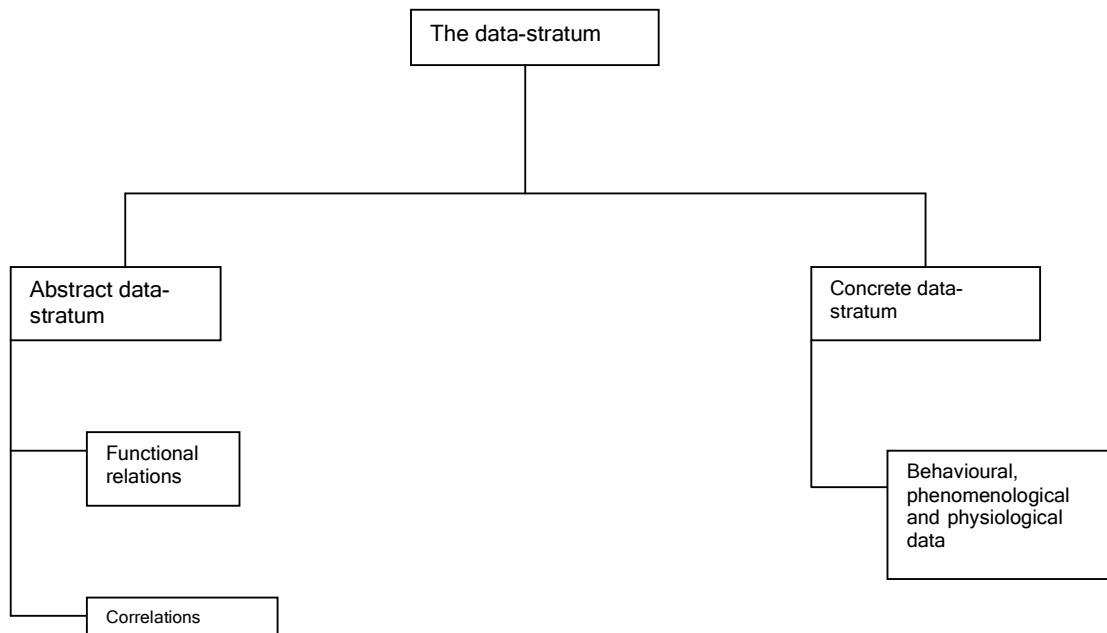 The data-stratum
Abstract data-
stratum
Concrete data-
stratum
Functional
relations
Behavioural,
phenomenological
and physiological
data
Correlations